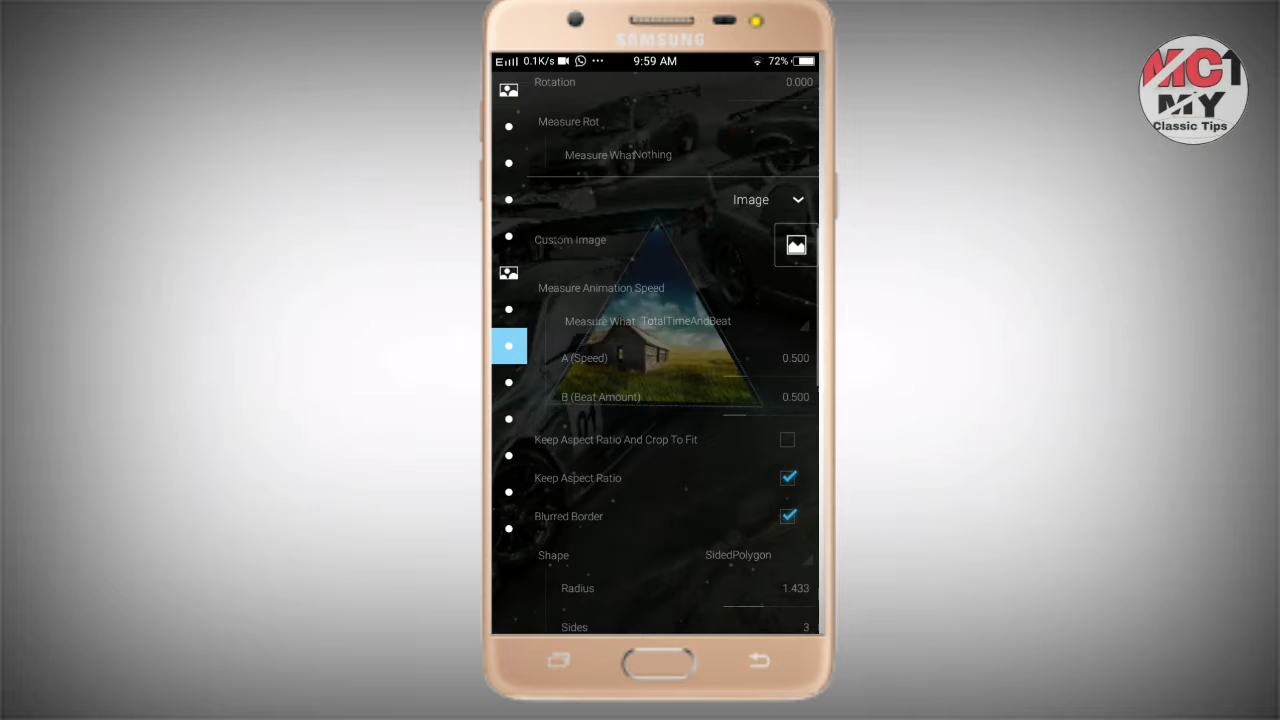 SAMSUNG
0.1K/s 9:59 AM 72%
MC1
MY
Classic Tips
Rotation 0.000
Measure Rot
Measure What Nothing
Image
Custom Image
Measure Animation Speed
Measure What TotalTimeAndBeat
A (Speed) 0.500
B (Beat Amount) 0.500
Keep Aspect Ratio And Crop To Fit
Keep Aspect Ratio
Blurred Border
Shape SidedPolygon
Radius 1.433
Sides 3